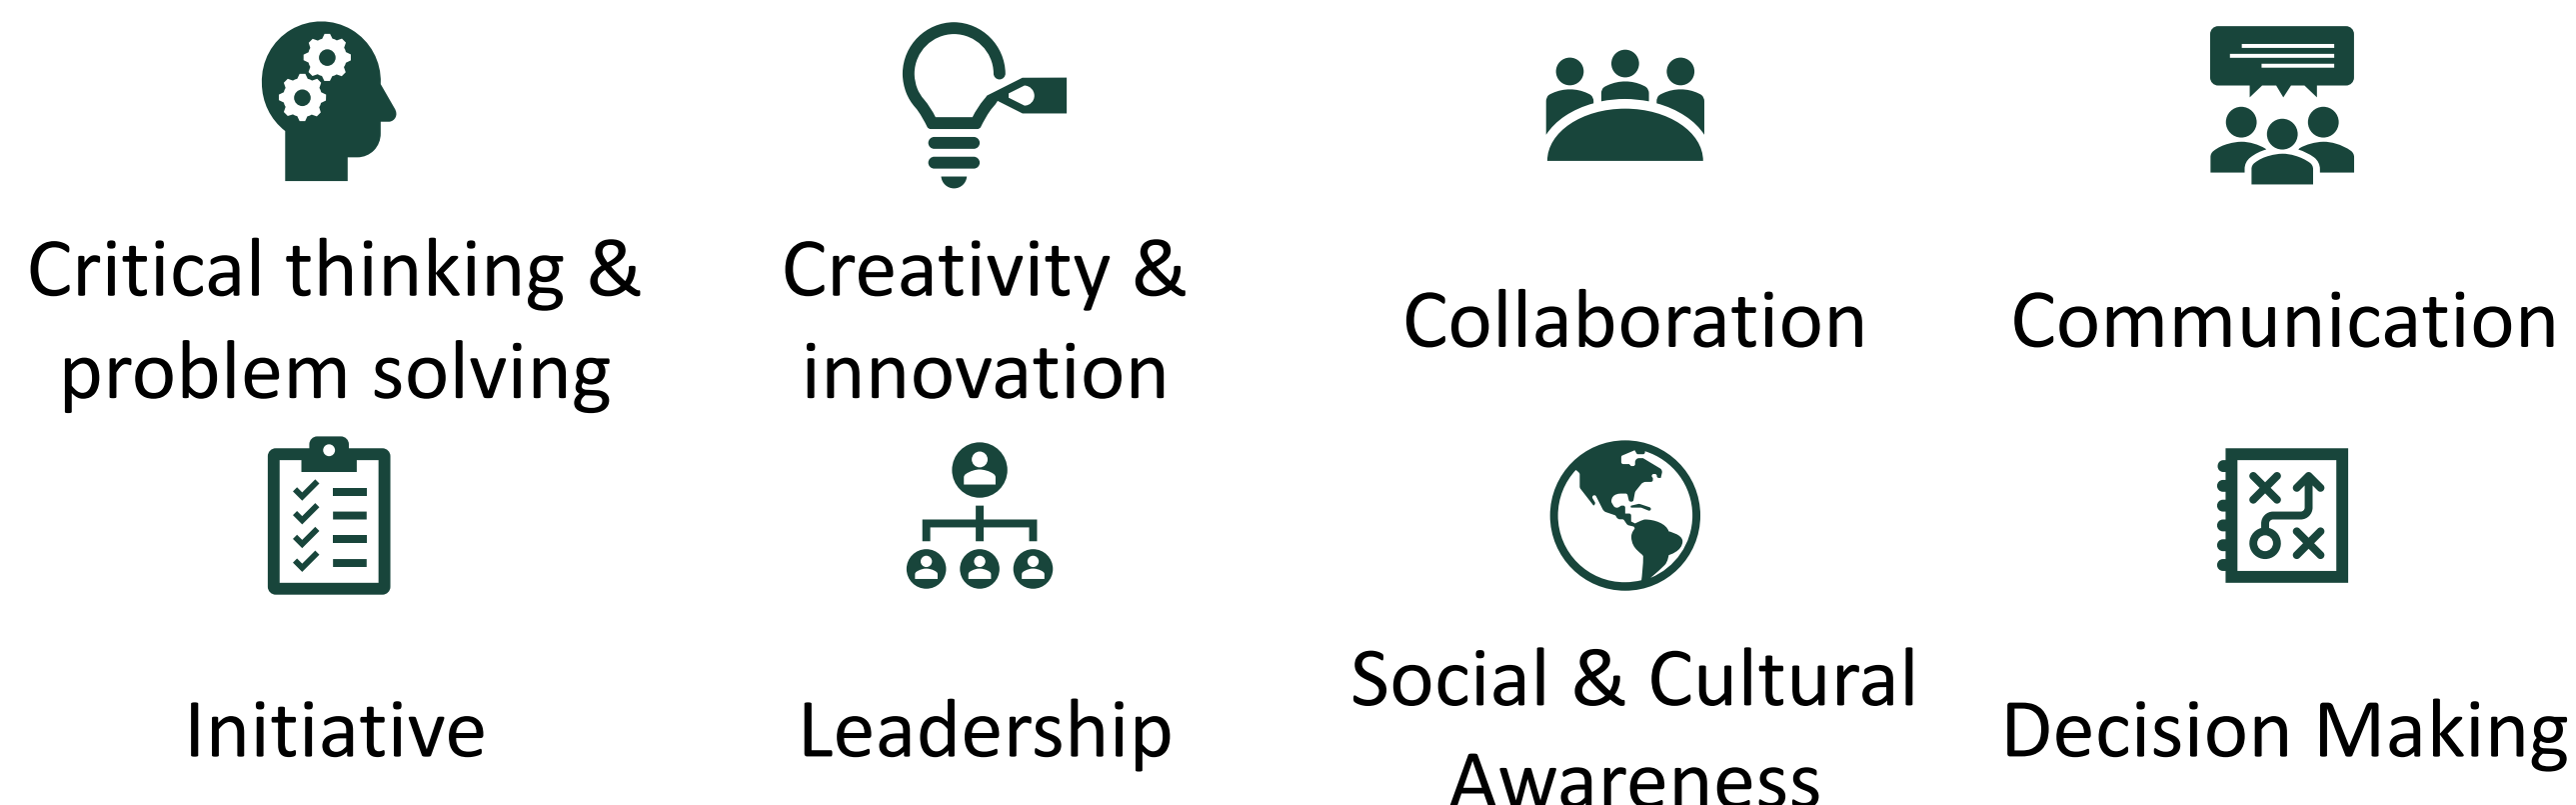 Critical thinking &
problem solving
Creativity &
innovation
Collaboration
Communication
Initiative
Leadership
Social & Cultural
Awareness
Decision Making